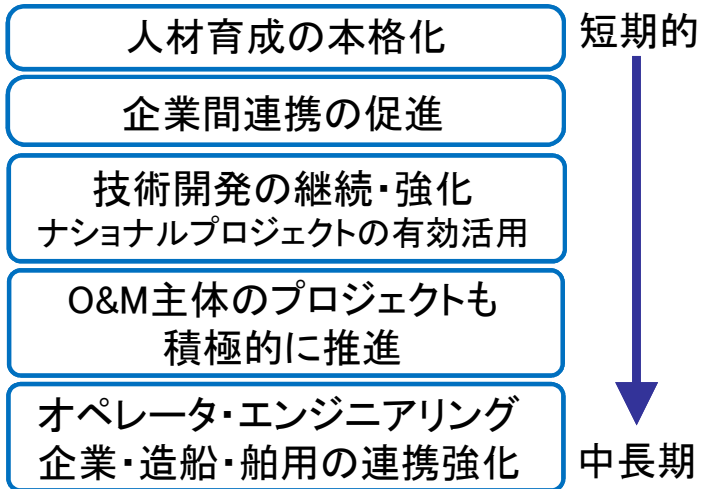 人材育成の本格化
短期的
企業間連携の促進
技術開発の継続・強化
ナショナルプロジェクトの有効活用
O&M主体のプロジェクトも
積極的に推進
オペレータ・エンジニアリング
企業・造船・舶用の連携強化
中長期